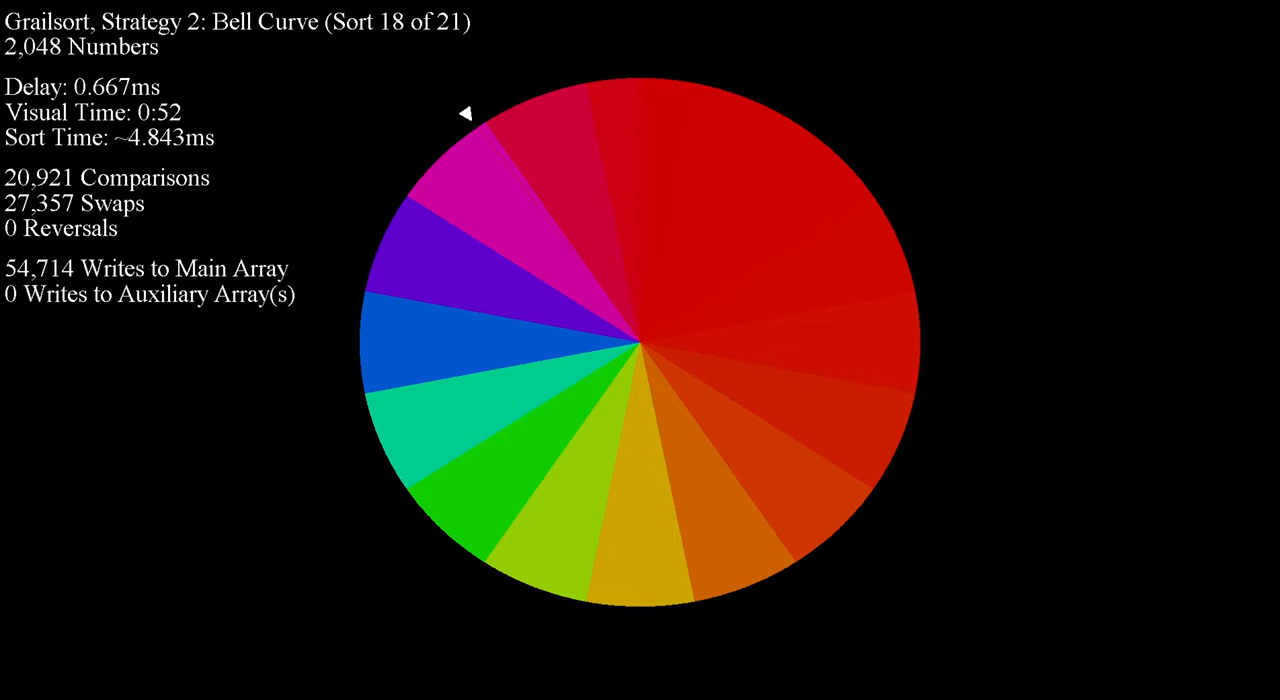 Grailsort, Strategy 2: Bell Curve (Sort 18 of 21)
2,048 Numbers
Delay: 0.667ms
Visual Time: 0:52
Sort Time: ~4.843ms
20,921 Comparisons
27,357 Swaps
0 Reversals
54,714 Writes to Main Array
0 Writes to Auxiliary Array(s)